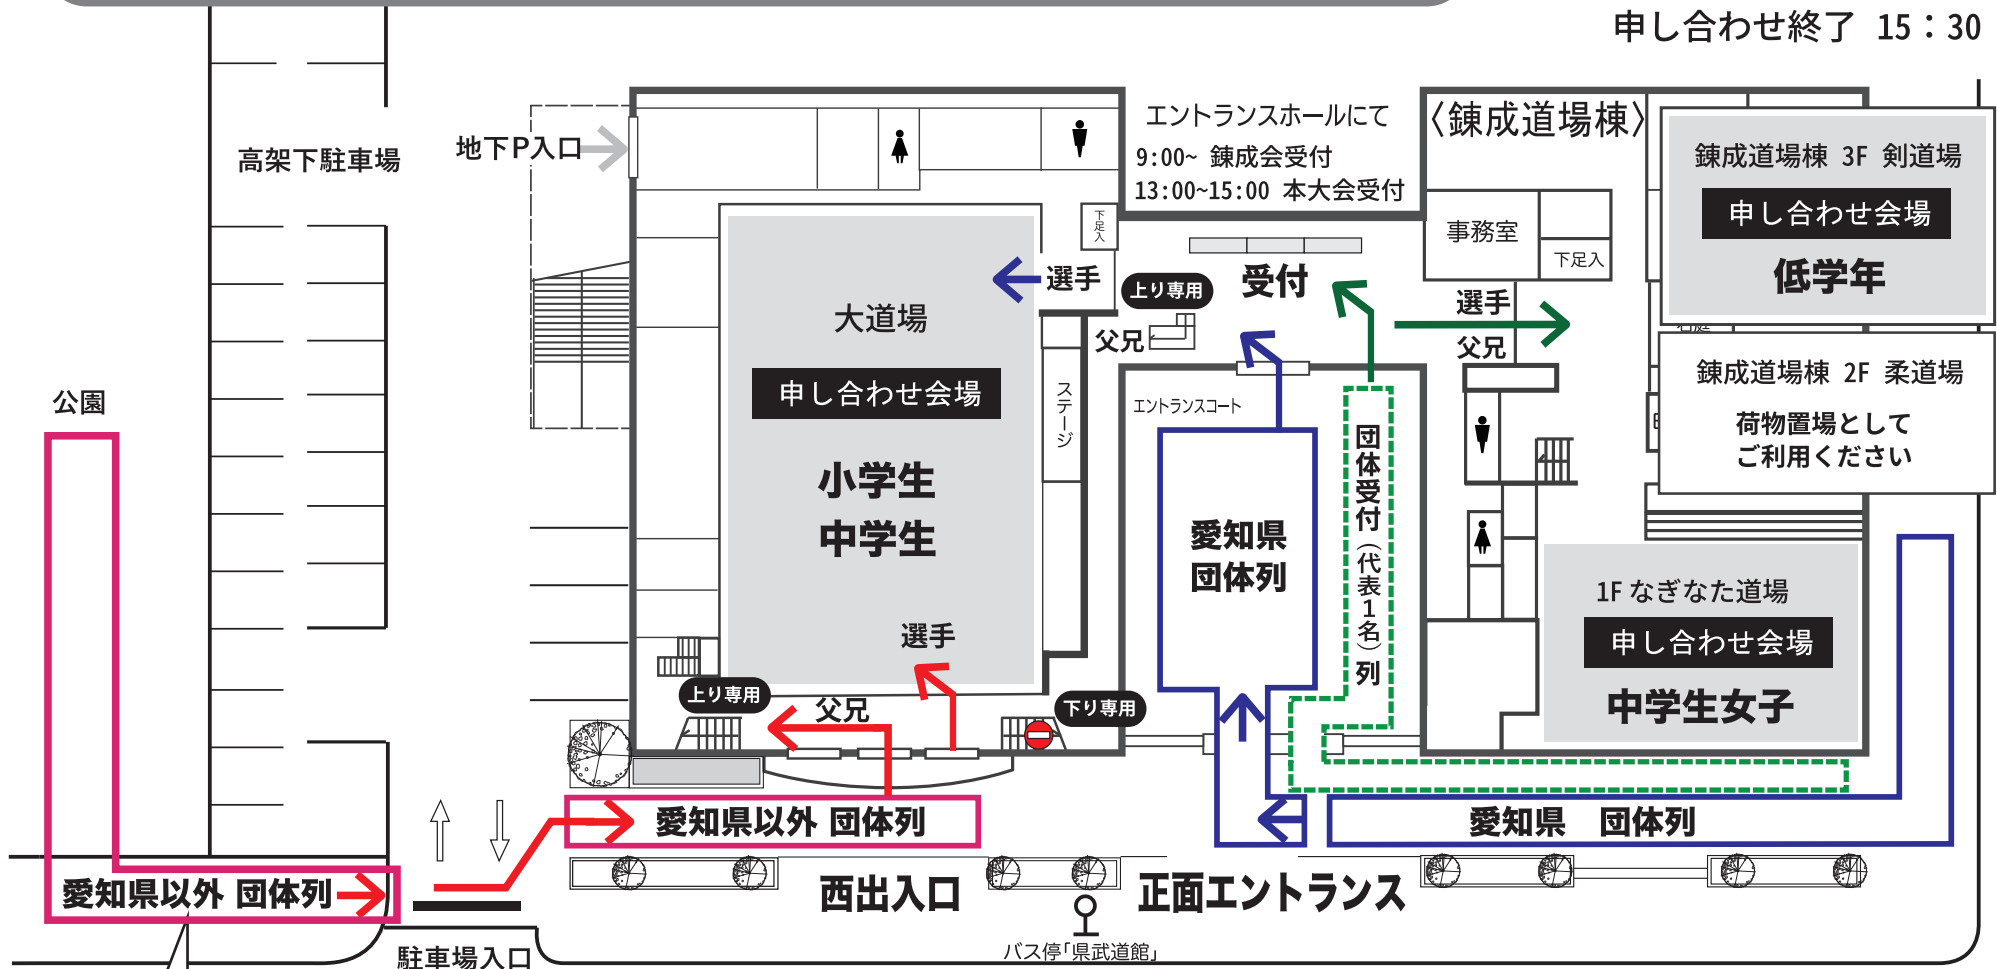 申し合わせ終了 15：30
エントランスホールにて
9:00~ 錬成会受付
13:00~15:00 本大会受付
〈錬成道場棟〉
地下P入口
高架下駐車場
錬成道場棟 3F 剣道場
申し合わせ会場
低学年
下足入
事務室
下足入
選手
上り専用
受付
選手
父兄
父兄
大道場
申し合わせ会場
小学生
中学生
ステージ
エントランスコート
錬成道場棟 2F 柔道場
荷物置場として
ご利用ください
公園
団体受付（代表1名）列
愛知県
団体列
1F なぎなた道場
申し合わせ会場
中学生女子
選手
上り専用
父兄
下り専用
愛知県以外 団体列
愛知県 団体列
愛知県以外 団体列
西出入口
正面エントランス
バス停「県武道館」
駐車場入口